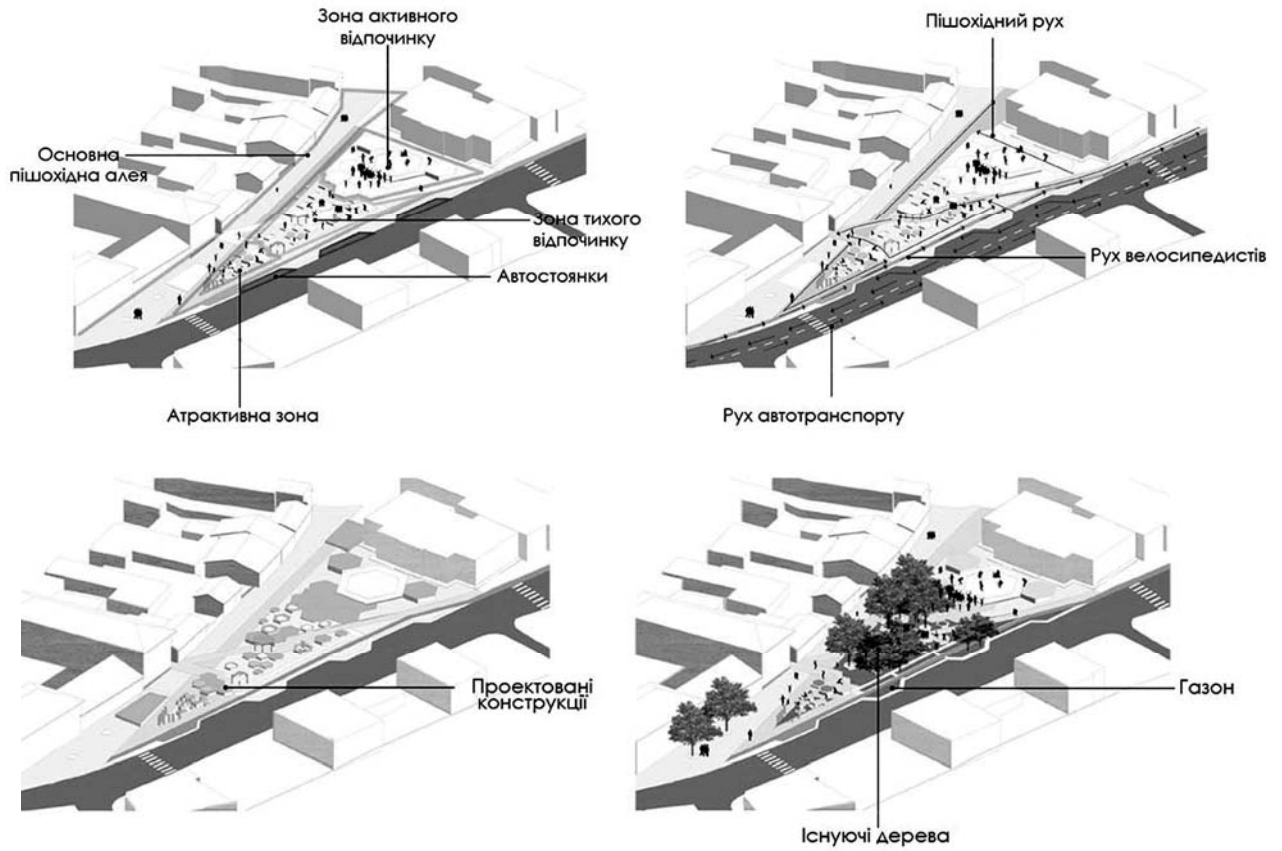 Зона активного
відпочинку
Основна
пішохідна алея
Зона тихого
відпочинку
Автостоянки
Атрактивна зона
Пішохідний рух
Рух велосипедистів
Рух автотранспорту
Проектовані
конструкції
Газон
Існуючі дерева